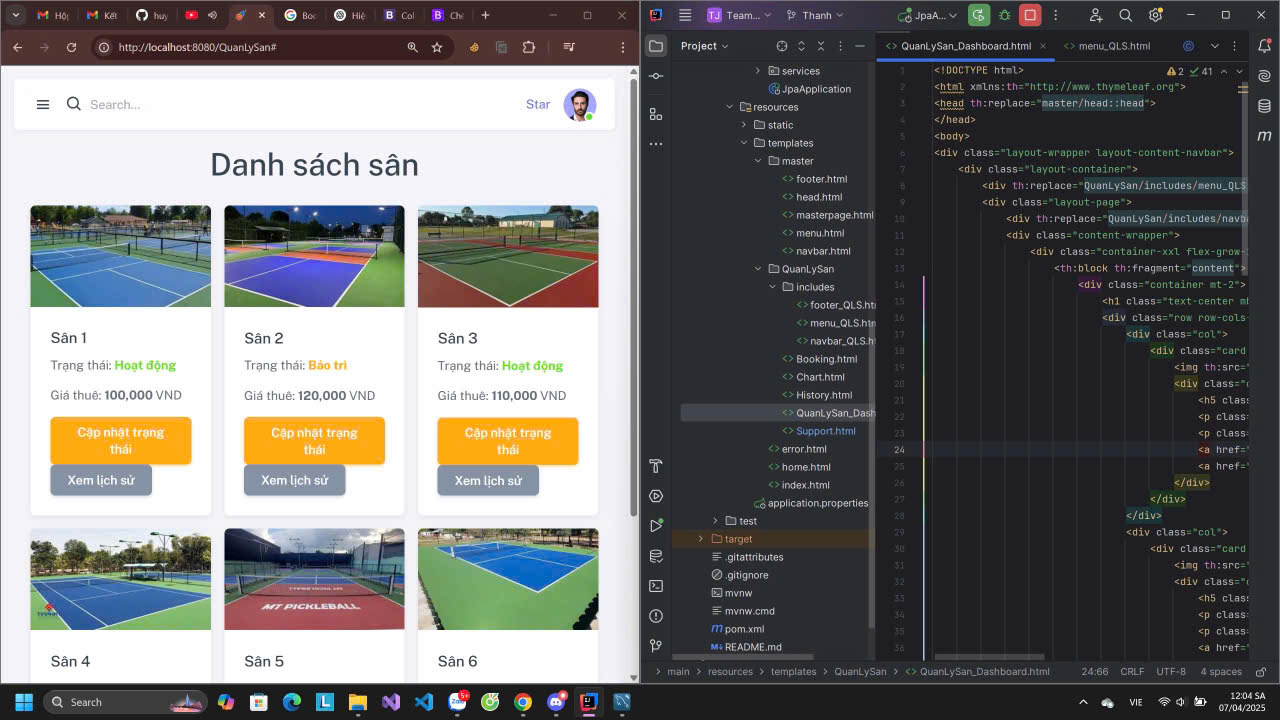 Hộp
Kết
huy
Boo
Hiệ
Col
Chi
http://localhost:8080/QuanLySan#
Search...
Star
Danh sách sân
Sân 1
Trạng thái: Hoạt động
Giá thuê: 100,000 VND
Cập nhật trạng
thái
Xem lịch sử
Sân 2
Trạng thái: Bảo trì
Giá thuê: 120,000 VND
Cập nhật trạng
thái
Xem lịch sử
Sân 3
Trạng thái: Hoạt động
Giá thuê: 110,000 VND
Cập nhật trạng
thái
Xem lịch sử
MT PICKLEBALL
Sân 4
Sân 5
Sân 6
TJ Team...
Thanh
JpaA...
Project
services
JpaApplication
resources
static
templates
master
footer.html
head.html
masterpage.html
menu.html
navbar.html
QuanLySan
includes
footer_QLS.htm
menu_QLS.htm
navbar_QLS.h
Booking.html
Chart.html
History.html
QuanLySan_Dash
Support.html
error.html
home.html
index.html
application.properties
test
target
.gitattributes
.gitignore
mvnw
mvnw.cmd
pom.xml
README.md
QuanLySan_Dashboard.html
menu_QLS.html
2 41
1 <!DOCTYPE html>
2 <html xmlns:th="http://www.thymeleaf.org">
3 <head th:replace="master/head::head">
4 </head>
5 <body>
6 <div class="layout-wrapper layout-content-navbar">
7 <div class="layout-container">
8 <div th:replace="QuanLySan/includes/menu_QLS
9 <div class="layout-page">
10 <div th:replace="QuanLySan/includes/navba
11 <div class="content-wrapper">
12 <div class="container-xxl flex-grow-
13 <th:block th:fragment="content">
14 <div class="container mt-2">
15 <h1 class="text-center mb
16 <div class="row row-cols-
17 <div class="col">
18 <div class="card
19 <img th:src="
20 <div class="c
21 <h5 class
22 <p class=
23 <p class=
24 <a href="
25 <a href="
26 </div>
27 </div>
28 </div>
29 <div class="col">
30 <div class="card
31 <img th:src="
32 <div class="c
33 <h5 class
34 <p class=
35 <p class=
36 <a href="
main > resources > templates > QuanLySan > QuanLySan_Dashboard.html
24:66 CRLF UTF-8 4 spaces
Search
Zalo
5+
VIE
12:04 SA
07/04/2025